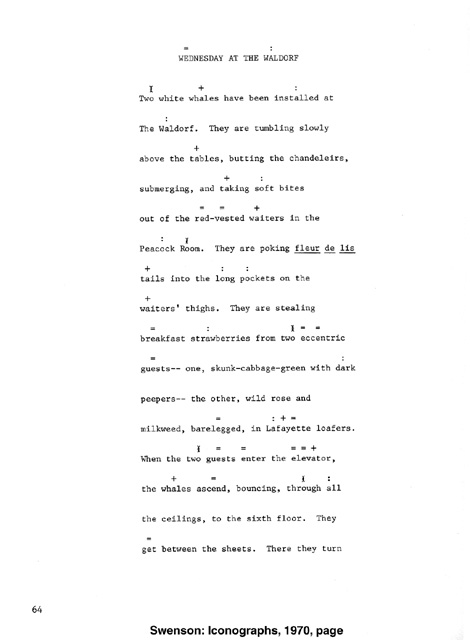 WEDNESDAY AT THE WALDORF
Two white whales have been installed at
The Waldorf. They are tumbling slowly
above the tables, butting the chandeleirs,
submerging, and taking soft bites
out of the red-vested waiters in the
Peacock Room. They are poking fleur de lis
tails into the long pockets on the
waiters' thighs. They are stealing
breakfast strawberries from two eccentric
guests-- one, skunk-cabbage-green with dark
peepers-- the other, wild rose and
milkweed, barelegged, in Lafayette loafers.
When the two guests enter the elevator,
the whales ascend, bouncing, through all
the ceilings, to the sixth floor. They
get between the sheets. There they turn
64
Swenson: Iconographs, 1970, page